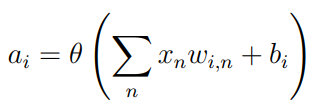 a_i = θ ( ∑_n x_n w_{i,n} + b_i )